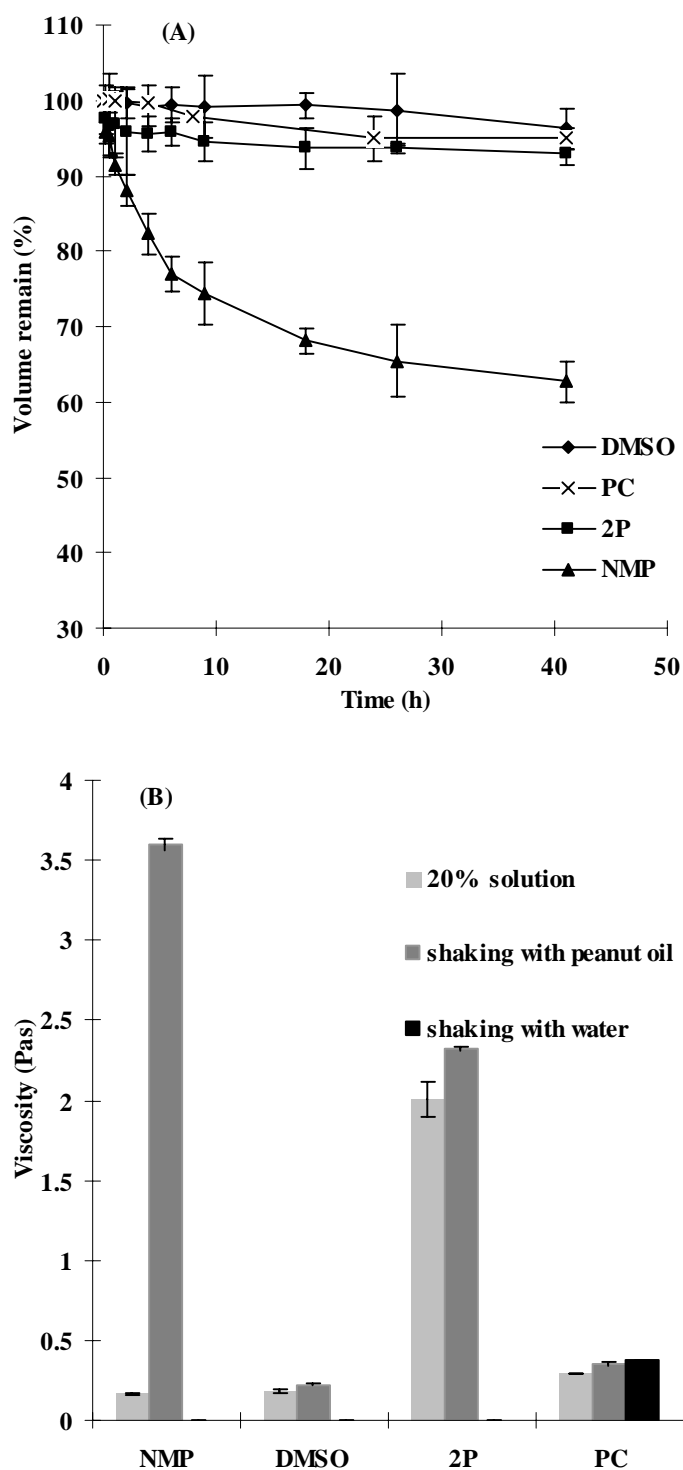 (A)
110
100
90
80
70
60
50
40
30
Volume remain (%)
DMSO
PC
2P
NMP
0 10 20 30 40 50
Time (h)
(B)
4
3.5
3
2.5
2
1.5
1
0.5
0
Viscosity (Pas)
20% solution
shaking with peanut oil
shaking with water
NMP DMSO 2P PC